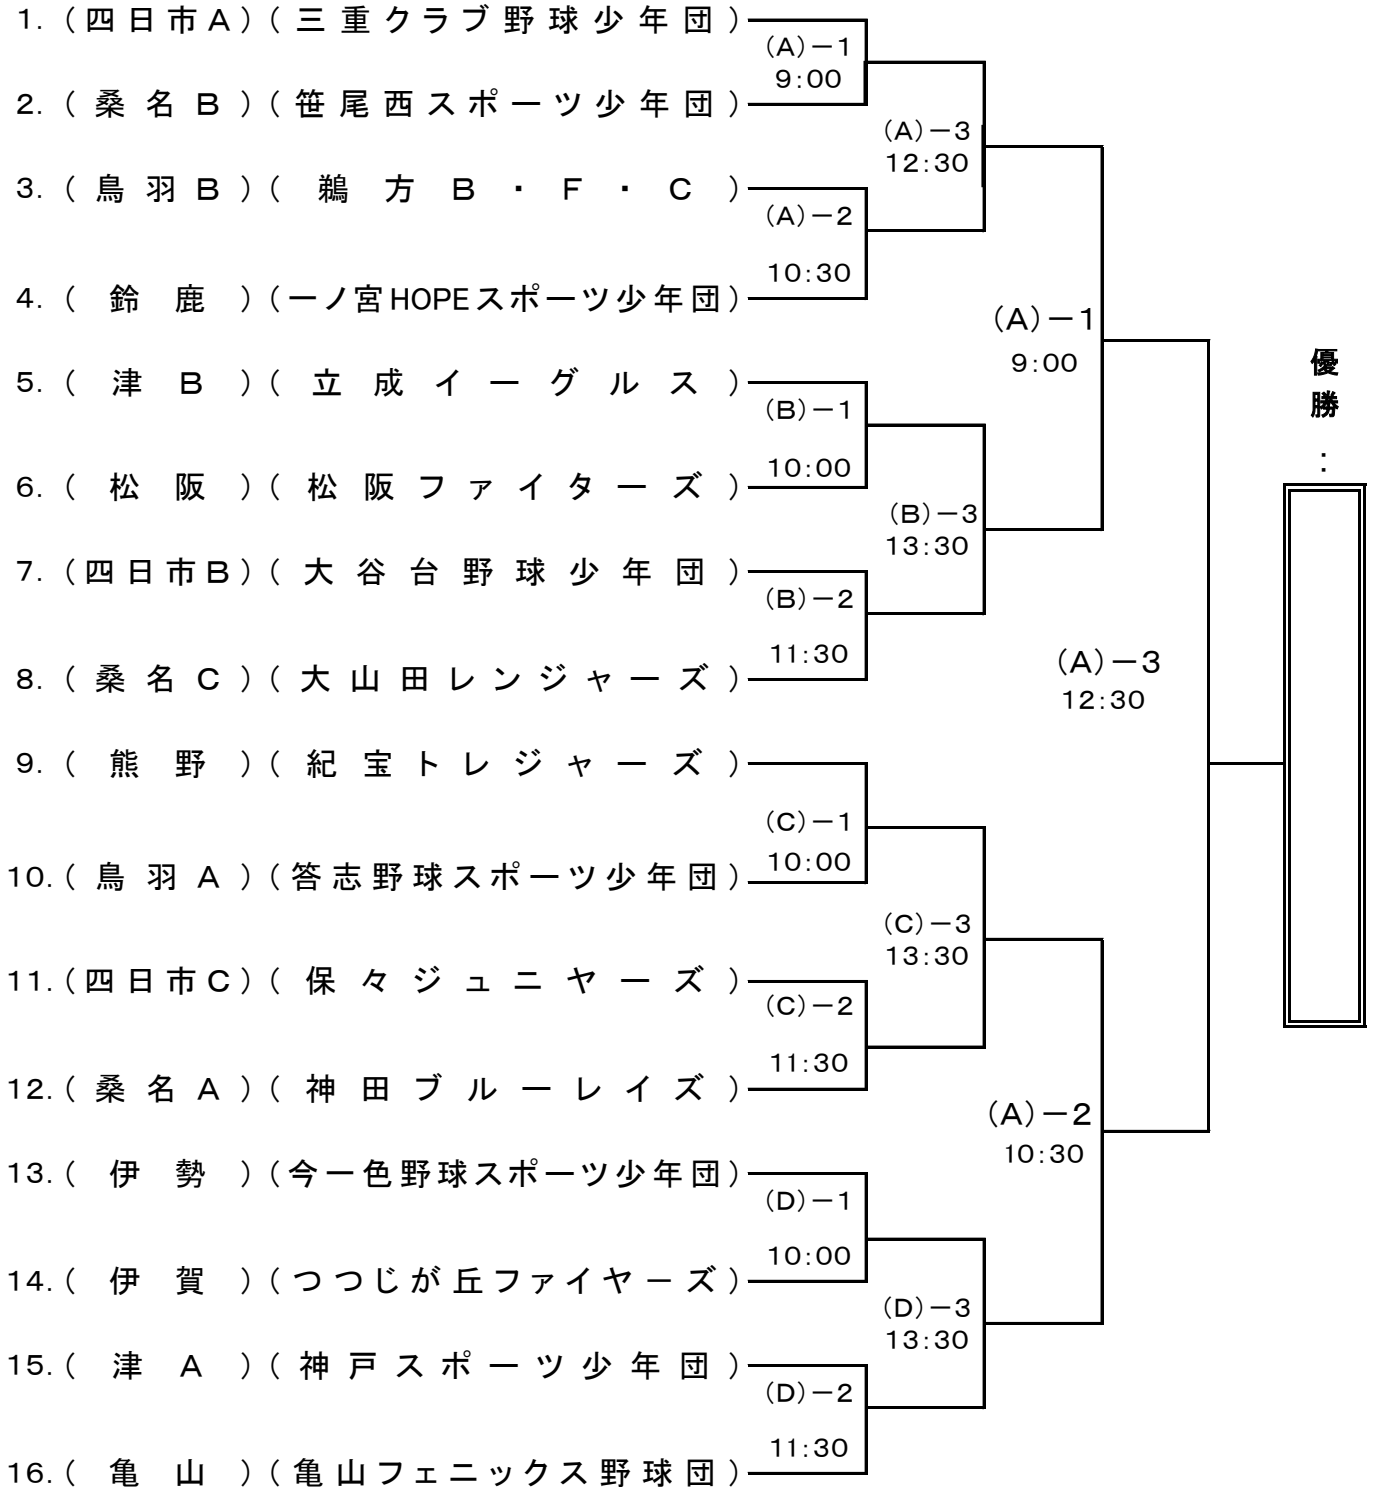 1. (四日市A) (三重クラブ野球少年団)
(A)－1
9:00
2. (桑名B) (笹尾西スポーツ少年団)
(A)－3
12:30
3. (鳥羽B) (鵜方B・F・C)
(A)－2
10:30
4. (鈴鹿) (一ノ宮HOPEスポーツ少年団)
(A)－1
9:00
5. (津B) (立成イーグルス)
(B)－1
10:00
6. (松阪) (松阪ファイターズ)
(B)－3
13:30
7. (四日市B) (大谷台野球少年団)
(B)－2
11:30
8. (桑名C) (大山田レンジャーズ)
(A)－3
12:30
優勝:
9. (熊野) (紀宝トレジャーズ)
(C)－1
10:00
10. (鳥羽A) (答志野球スポーツ少年団)
(C)－3
13:30
11. (四日市C) (保々ジュニヤーズ)
(C)－2
11:30
12. (桑名A) (神田ブルーレイズ)
(A)－2
10:30
13. (伊勢) (今一色野球スポーツ少年団)
(D)－1
10:00
14. (伊賀) (つつじが丘ファイヤーズ)
(D)－3
13:30
15. (津A) (神戸スポーツ少年団)
(D)－2
11:30
16. (亀山) (亀山フェニックス野球団)